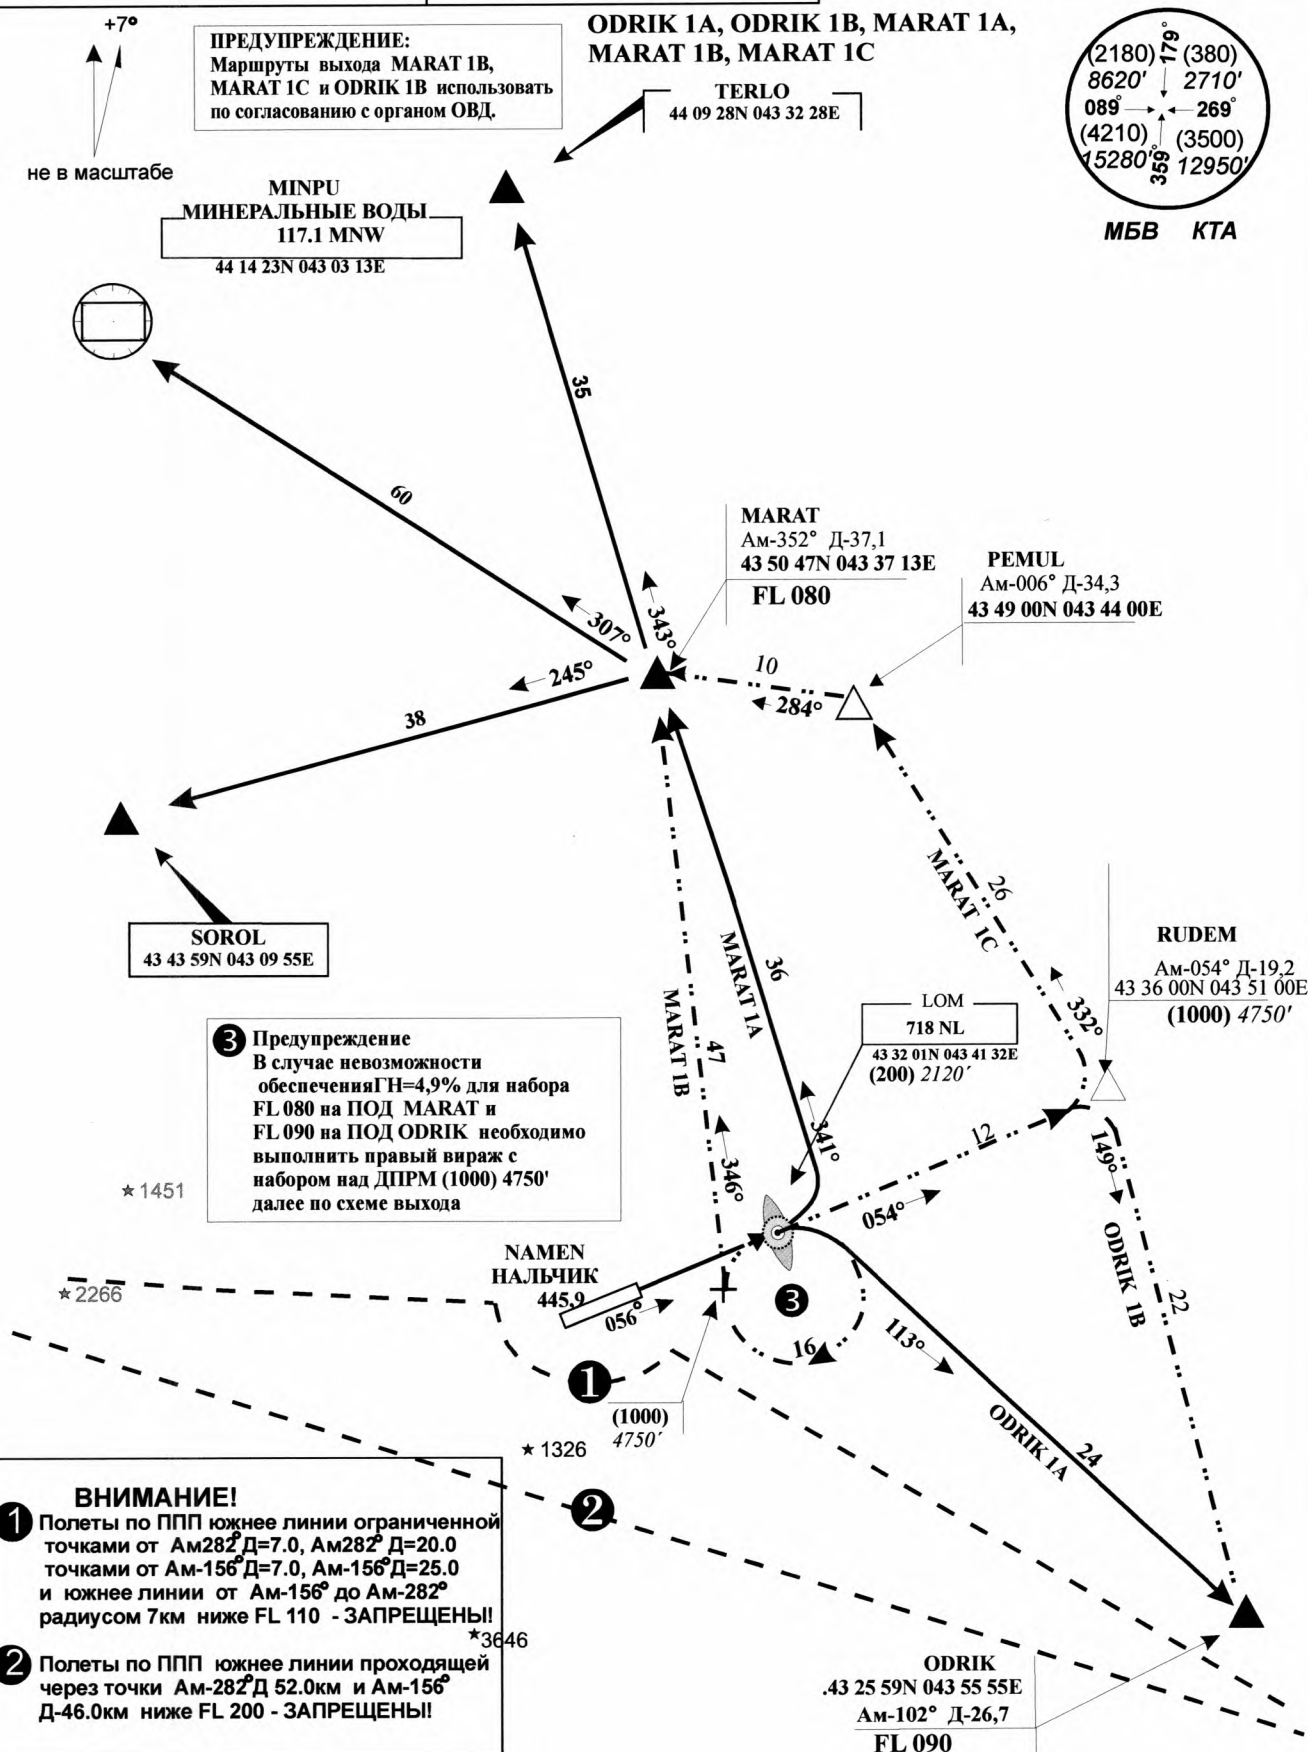 +7°
не в масштабе
ПРЕДУПРЕЖДЕНИЕ:
Маршруты выхода MARAT 1B,
MARAT 1C и ODRIK 1B использовать
по согласованию с органом ОВД.
ODRIK 1A, ODRIK 1B, MARAT 1A,
MARAT 1B, MARAT 1C
TERLO
44 09 28N 043 32 28E
(2180) 179° (380)
8620' 2710'
089° 269°
(4210) (3500)
15280' 359° 12950'
МБВ КТА
MINPU
МИНЕРАЛЬНЫЕ ВОДЫ
117.1 MNW
44 14 23N 043 03 13E
35
60
MARAT
Ам-352° Д-37,1
43 50 47N 043 37 13E
FL 080
PEMUL
Ам-006° Д-34,3
43 49 00N 043 44 00E
343°
307°
245°
10
284°
38
SOROL
43 43 59N 043 09 55E
MARAT 1C
26
RUDEM
Ам-054° Д-19,2
43 36 00N 043 51 00E
(1000) 4750'
332°
MARAT 1A
36
MARAT 1B
47
LOM
718 NL
43 32 01N 043 41 32E
(200) 2120'
3 Предупреждение
В случае невозможности
обеспеченияГН=4,9% для набора
FL 080 на ПОД MARAT и
FL 090 на ПОД ODRIK необходимо
выполнить правый вираж с
набором над ДПРМ (1000) 4750'
далее по схеме выхода
341°
346°
12
054°
149°
ODRIK 1B
22
1451
2266
NAMEN
НАЛЬЧИК
445,9
056°
3
16
113°
1
(1000)
4750'
ODRIK 1A
24
1326
2
ВНИМАНИЕ!
1 Полеты по ППП южнее линии ограниченной
точками от Ам282° Д=7.0, Ам282° Д=20.0
точками от Ам-156° Д=7.0, Ам-156° Д=25.0
и южнее линии от Ам-156° до Ам-282°
радиусом 7км ниже FL 110 - ЗАПРЕЩЕНЫ!
3646
2 Полеты по ППП южнее линии проходящей
через точки Ам-282° Д 52.0км и Ам-156°
Д-46.0км ниже FL 200 - ЗАПРЕЩЕНЫ!
ODRIK
.43 25 59N 043 55 55E
Ам-102° Д-26,7
FL 090